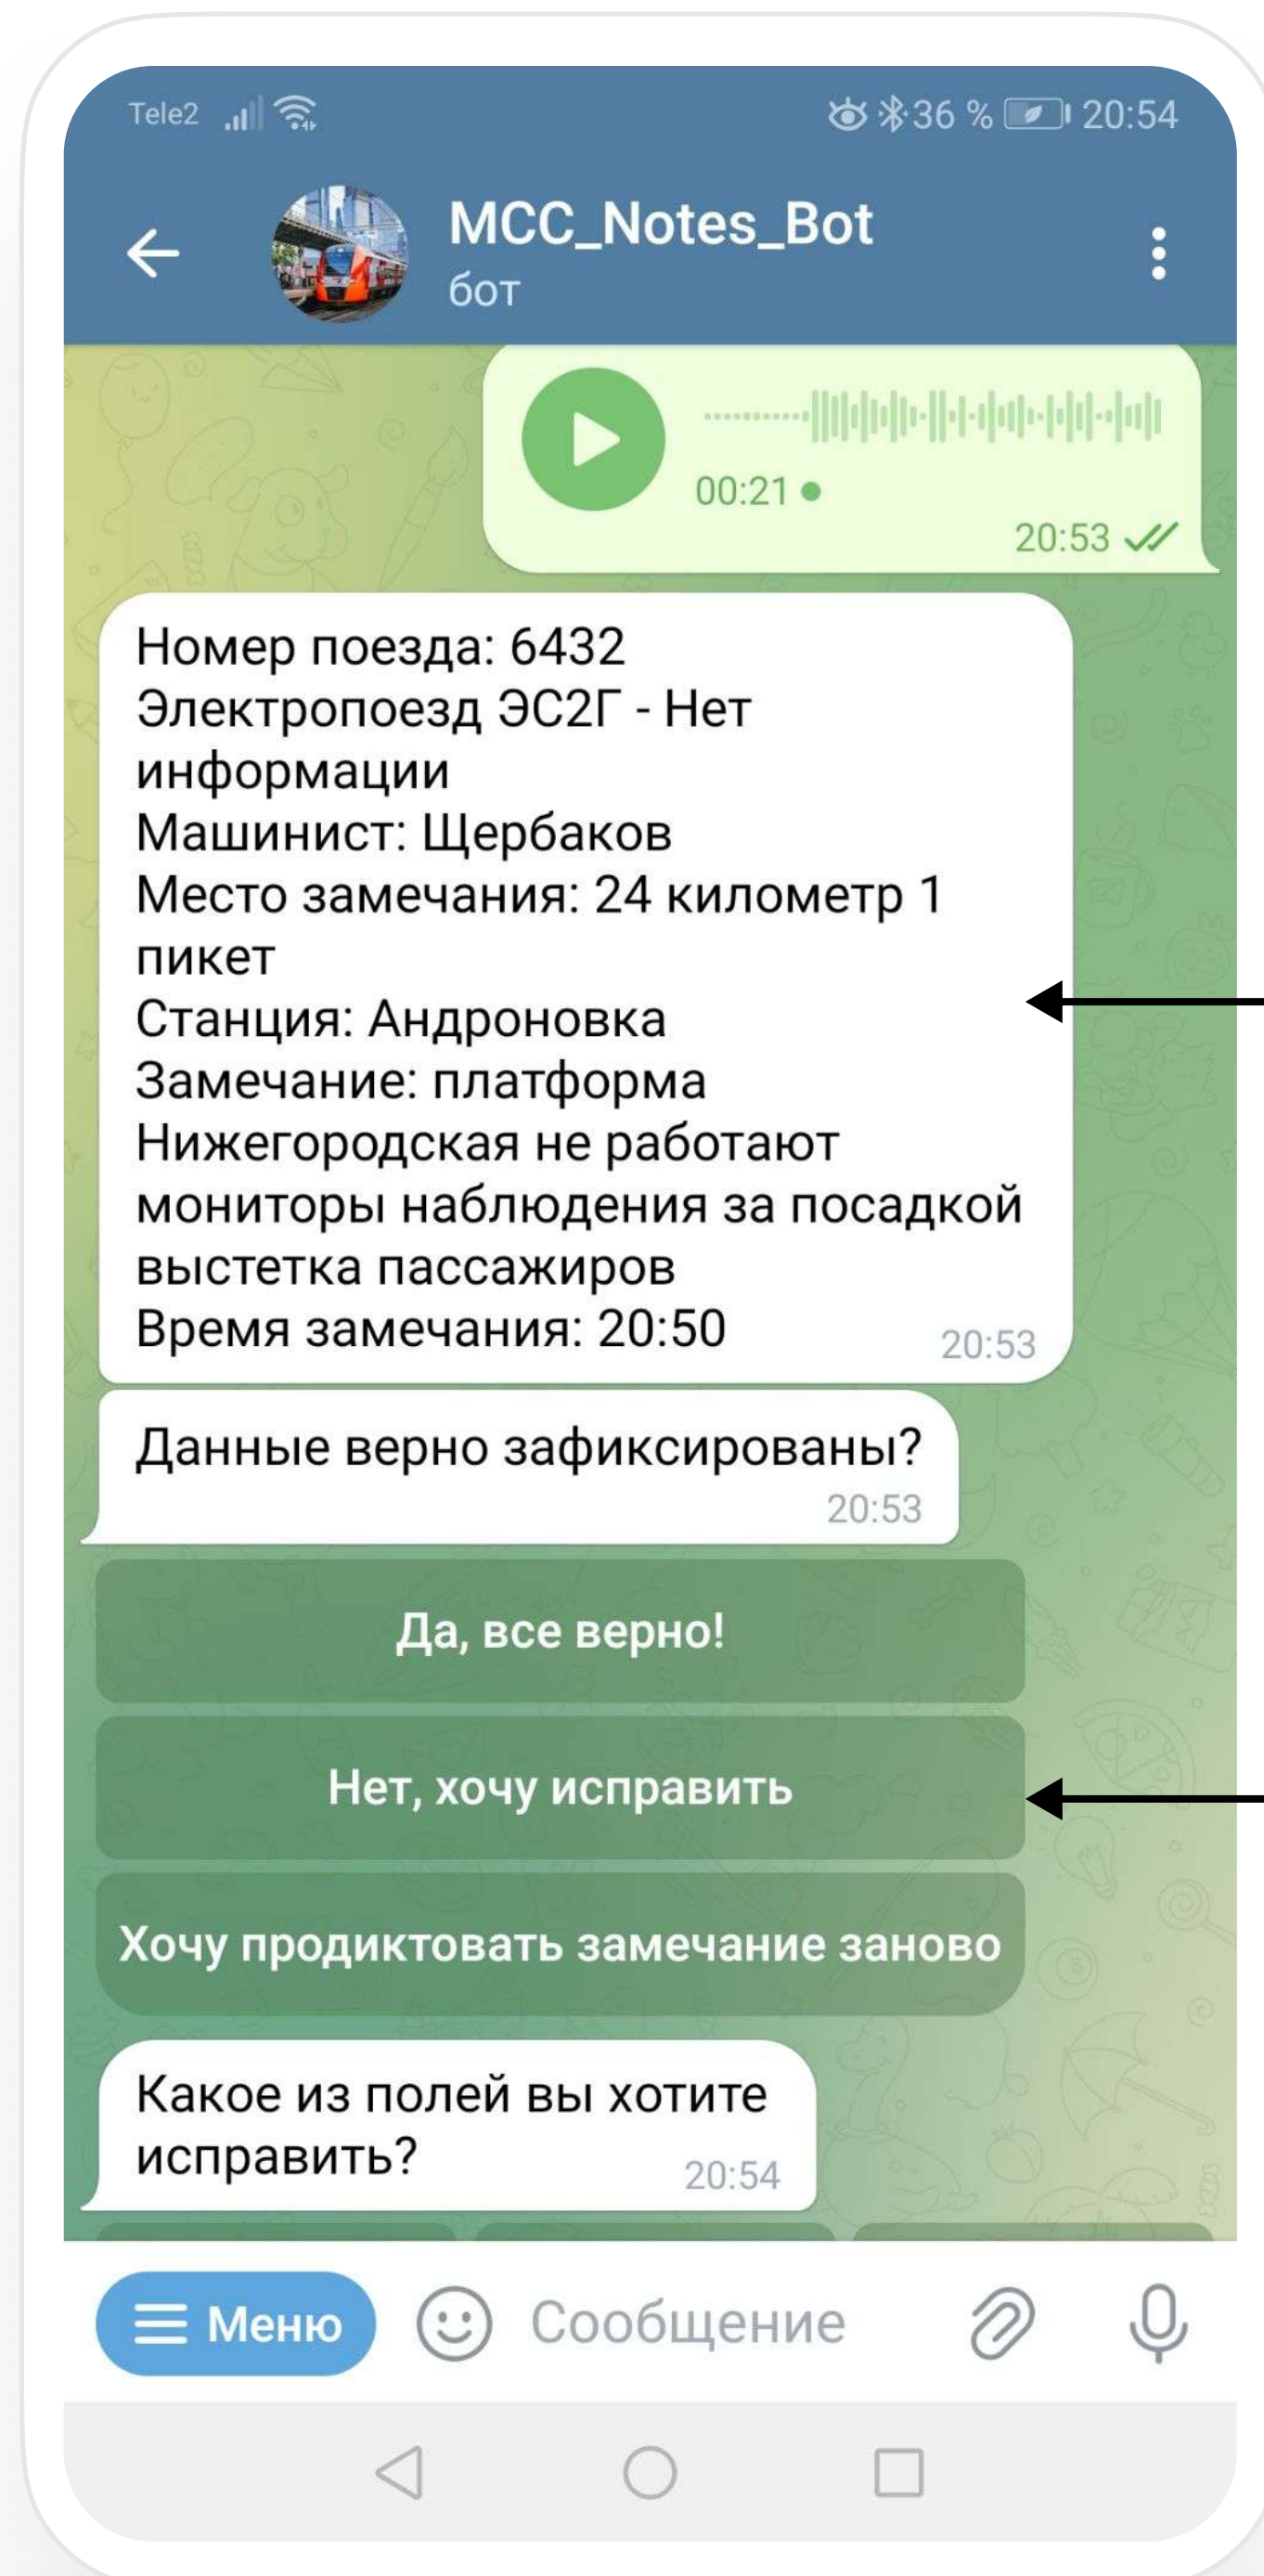 Tele2 36 % 20:54
MCC_Notes_Bot
бот
00:21
20:53
Номер поезда: 6432
Электропоезд ЭС2Г - Нет
информации
Машинист: Щербаков
Место замечания: 24 километр 1
пикет
Станция: Андроновка
Замечание: платформа
Нижегородская не работают
мониторы наблюдения за посадкой
выстетка пассажиров
Время замечания: 20:50
20:53
Данные верно зафиксированы?
20:53
Да, все верно!
Нет, хочу исправить
Хочу продиктовать замечание заново
Какое из полей вы хотите
исправить?
20:54
Меню
Сообщение